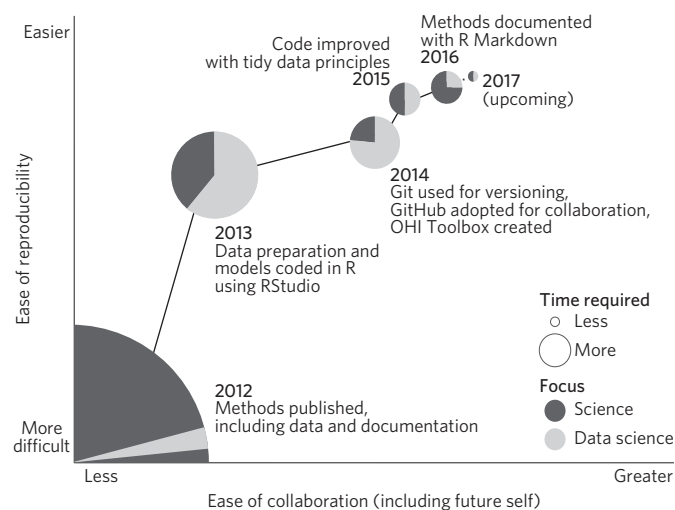 Easier
Ease of reproducibility
More
difficult
Methods documented
with R Markdown
2016
Code improved
with tidy data principles
2015
2017
(upcoming)
2014
Git used for versioning,
GitHub adopted for collaboration,
OHI Toolbox created
2013
Data preparation and
models coded in R
using RStudio
2012
Methods published,
including data and documentation
Time required
Less
More
Focus
Science
Data science
Less
Greater
Ease of collaboration (including future self)